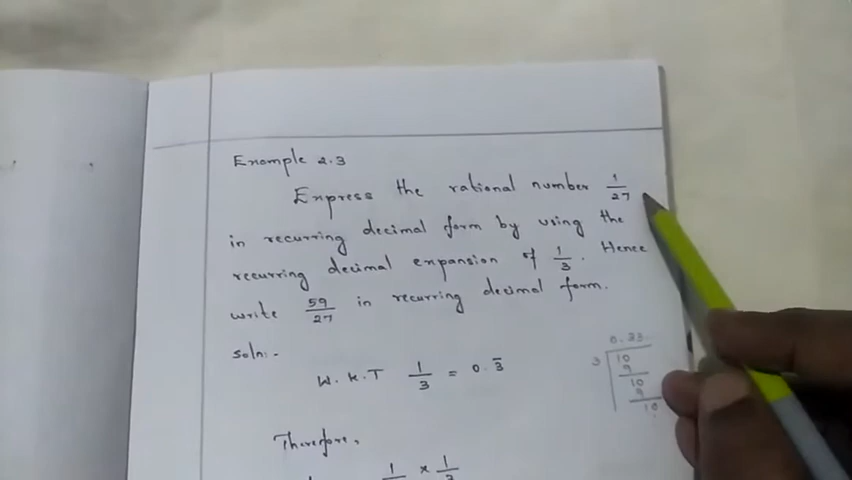 Example 2.3
Express the rational number 1/27
in recurring decimal form by using the
recurring decimal expansion of 1/3. Hence
write 59/27 in recurring decimal form.
soln:-
W.K.T 1/3 = 0.3̅
0.33
3 10
9
10
9
10
Therefore,
1/ × 1/3